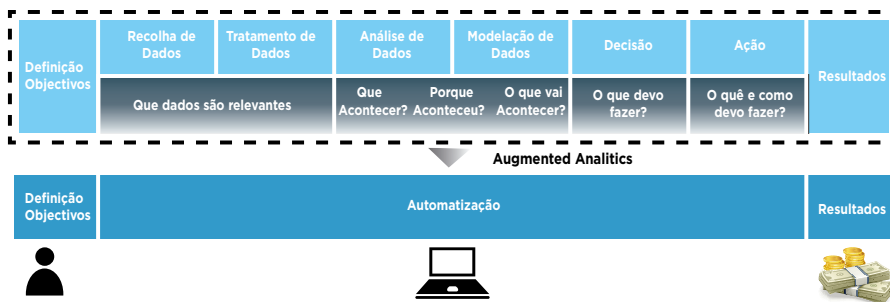 Definição
Objectivos
Recolha de
Dados
Tratamento de
Dados
Análise de
Dados
Modelação de
Dados
Decisão
Ação
Resultados
Que dados são relevantes
Que
Acontecer?
Porque
Aconteceu?
O que vai
Acontecer?
O que devo
fazer?
O quê e como
devo fazer?
Augmented Analitics
Definição
Objectivos
Automatização
Resultados